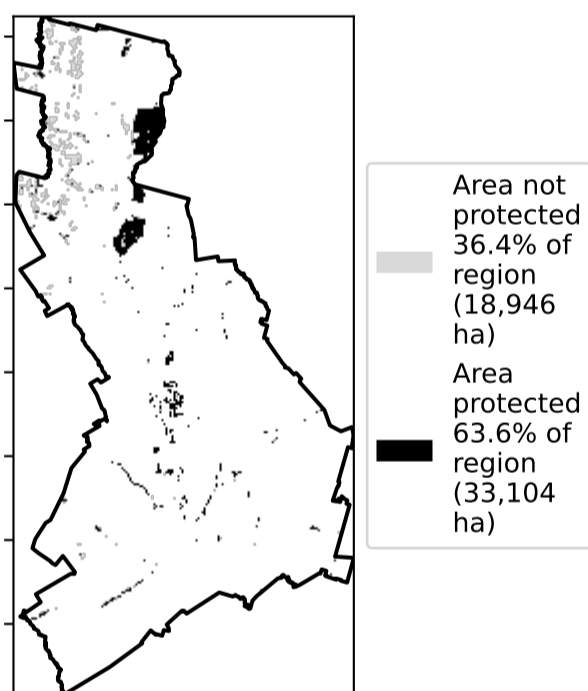 Area not
protected
36.4% of
region
(18,946
ha)
Area
protected
63.6% of
region
(33,104
ha)